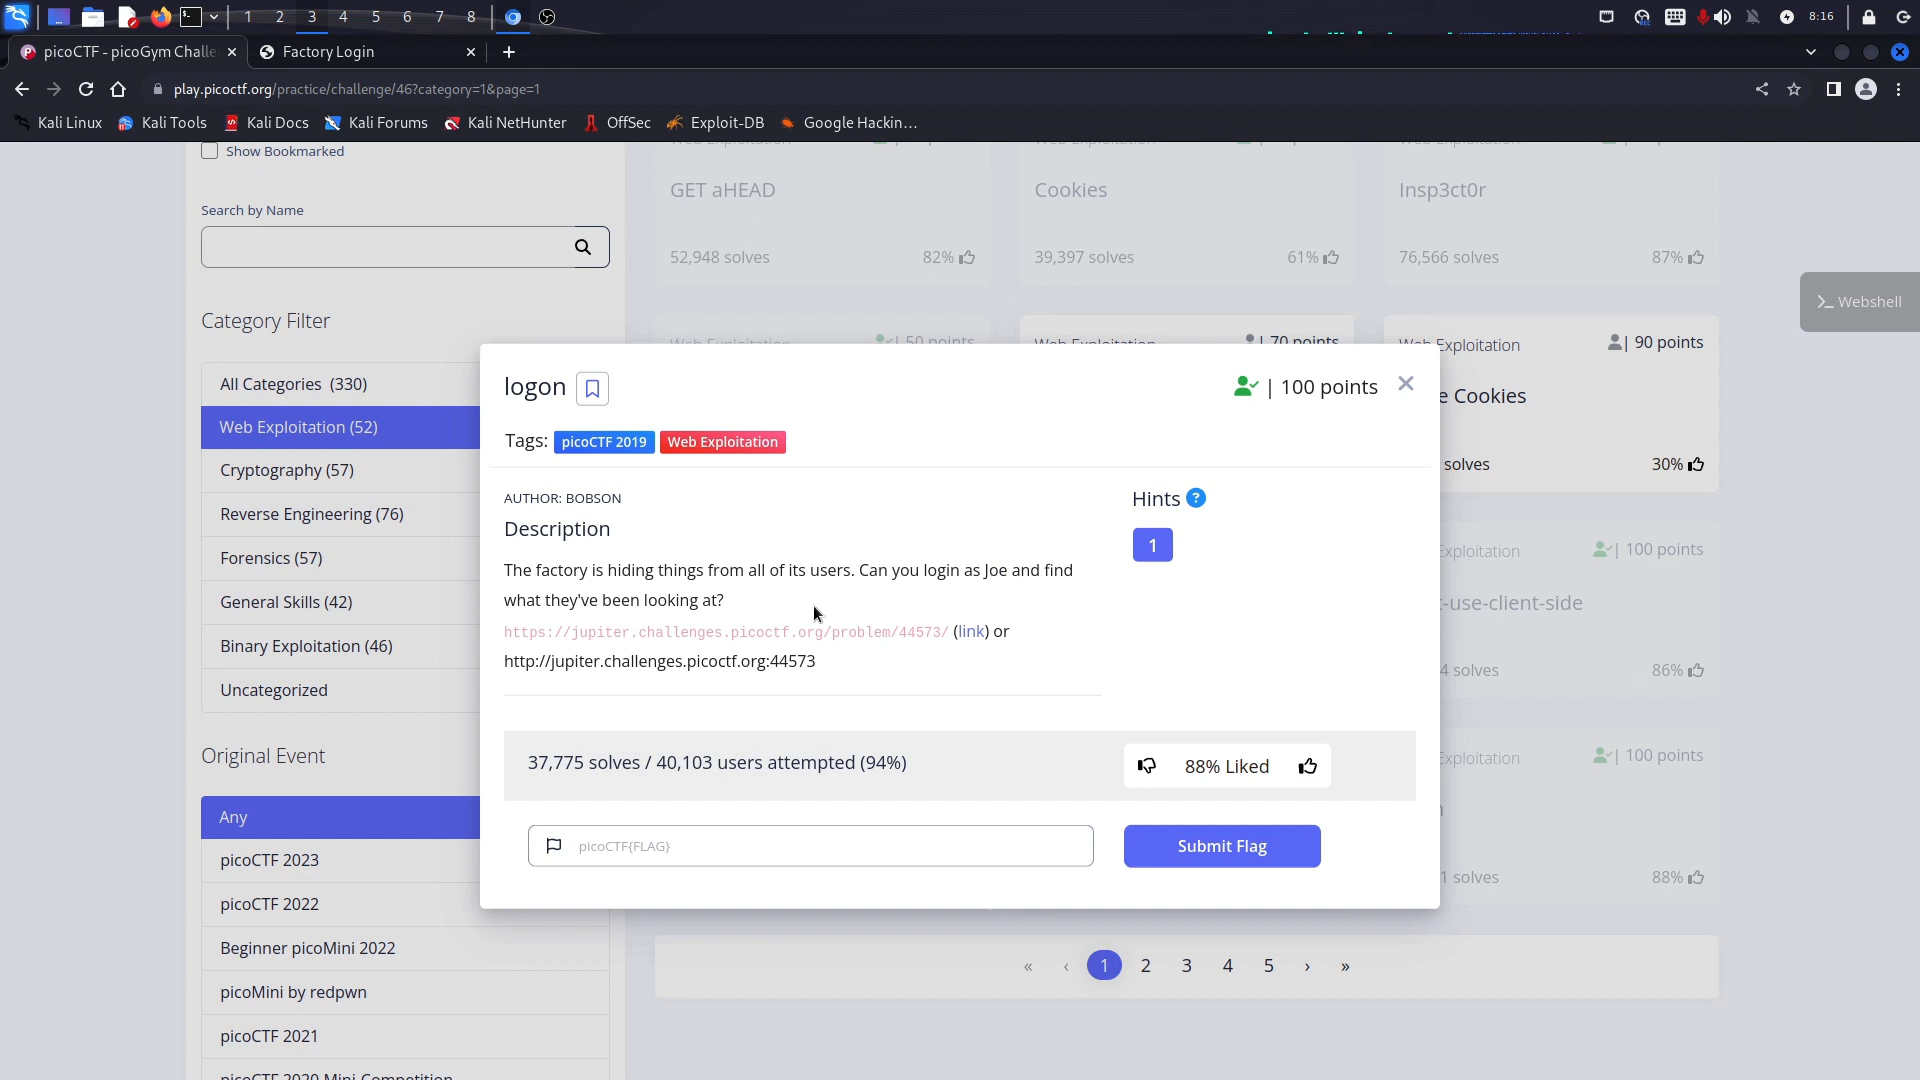 1 2 3 4 5 6 7 8
8:16
picoCTF - picoGym Challe
Factory Login
play.picoctf.org/practice/challenge/46?category=1&page=1
Kali Linux Kali Tools Kali Docs Kali Forums Kali NetHunter OffSec Exploit-DB Google Hackin...
Show Bookmarked
Search by Name
Category Filter
All Categories (330)
Web Exploitation (52)
Cryptography (57)
Reverse Engineering (76)
Forensics (57)
General Skills (42)
Binary Exploitation (46)
Uncategorized
Original Event
Any
picoCTF 2023
picoCTF 2022
Beginner picoMini 2022
picoMini by redpwn
picoCTF 2021
picoCTF 2020 Mini-Competition
GET aHEAD
52,948 solves 82%
Cookies
39,397 solves 61%
Insp3ct0r
76,566 solves 87%
Webshell
Web Exploitation | 50 points
Web Exploitation | 70 points
Web Exploitation | 90 points
e Cookies
solves 30%
logon
| 100 points
Tags: picoCTF 2019 Web Exploitation
AUTHOR: BOBSON
Description
The factory is hiding things from all of its users. Can you login as Joe and find
what they've been looking at?
https://jupiter.challenges.picoctf.org/problem/44573/ (link) or
http://jupiter.challenges.picoctf.org:44573
Hints ?
1
37,775 solves / 40,103 users attempted (94%)
88% Liked
picoCTF{FLAG}
Submit Flag
Exploitation | 100 points
t-use-client-side
4 solves 86%
Exploitation | 100 points
1 solves 88%
« ‹ 1 2 3 4 5 › »